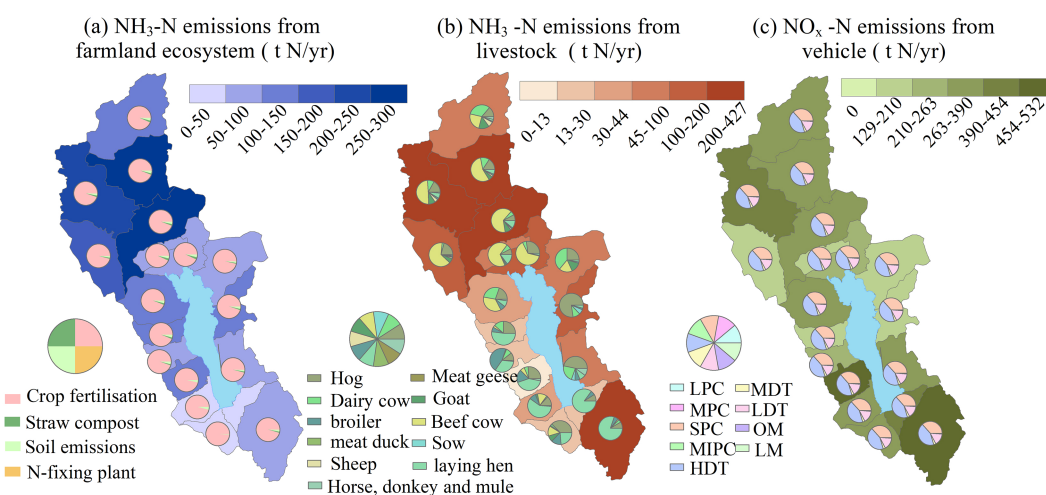 (a) NH₃-N emissions from
farmland ecosystem ( t N/yr)
0-50
50-100
100-150
150-200
200-250
250-300
Crop fertilisation
Straw compost
Soil emissions
N-fixing plant
(b) NH₃ -N emissions from
livestock ( t N/yr)
0-13
13-30
30-44
45-100
100-200
200-427
Hog
Dairy cow
broiler
meat duck
Sheep
Horse, donkey and mule
Meat geese
Goat
Beef cow
Sow
laying hen
(c) NOₓ -N emissions from
vehicle ( t N/yr)
0
129-210
210-263
263-390
390-454
454-532
LPC
MPC
SPC
MIPC
HDT
MDT
LDT
OM
LM